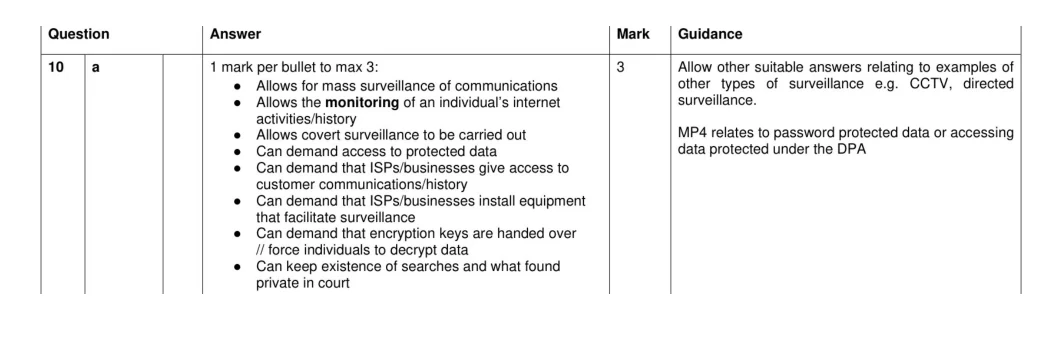 Question Answer Mark Guidance
10 a 1 mark per bullet to max 3: 3 Allow other suitable answers relating to examples of
● Allows for mass surveillance of communications other types of surveillance e.g. CCTV, directed
● Allows the monitoring of an individual's internet surveillance.
activities/history
● Allows covert surveillance to be carried out MP4 relates to password protected data or accessing
● Can demand access to protected data data protected under the DPA
● Can demand that ISPs/businesses give access to
customer communications/history
● Can demand that ISPs/businesses install equipment
that facilitate surveillance
● Can demand that encryption keys are handed over
// force individuals to decrypt data
● Can keep existence of searches and what found
private in court